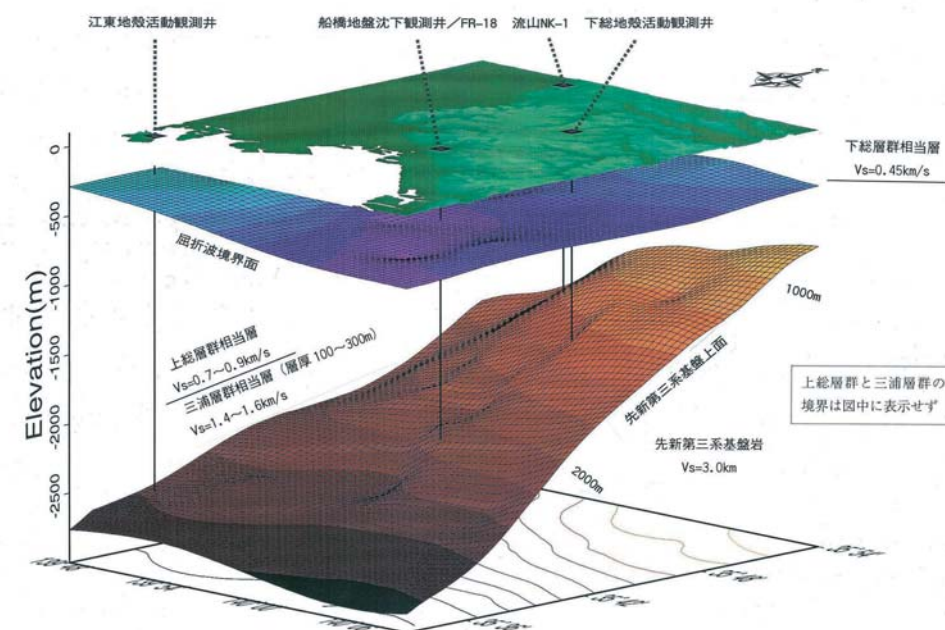 江東地殻活動観測井
船橋地盤沈下観測井／FR-18
流山NK-1
下総地殻活動観測井
下総層群相当層
Vs=0.45km/s
0
-500
-1000
-1500
-2000
-2500
Elevation(m)
屈折波境界面
上総層群相当層
Vs=0.7〜0.9km/s
三浦層群相当層（層厚100〜300m）
Vs=1.4〜1.6km/s
1000m
先新第三系基盤上面
上総層群と三浦層群の
境界は図中に表示せず
先新第三系基盤岩
Vs=3.0km
2000m